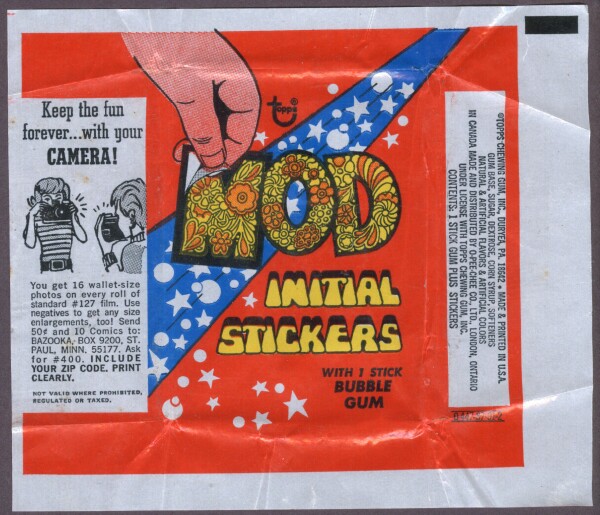 Keep the fun
forever...with your
CAMERA!
You get 16 wallet-size
photos on every roll of
standard #127 film. Use
negatives to get any size
enlargements, too! Send
50¢ and 10 Comics to:
BAZOOKA, BOX 9200, ST.
PAUL, MINN. 55177. Ask
for #400. INCLUDE
YOUR ZIP CODE. PRINT
CLEARLY.
NOT VALID WHERE PROHIBITED,
REGULATED OR TAXED.
topps
MOD
INITIAL
STICKERS
WITH 1 STICK
BUBBLE
GUM
©TOPPS CHEWING GUM, INC., DURYEA, PA. 18642 • MADE & PRINTED IN U.S.A.
GUM BASE, SUGAR, DEXTROSE, CORN SYRUP, SOFTENERS
NATURAL & ARTIFICIAL FLAVORS & ARTIFICIAL COLORS
IN CANADA MADE AND DISTRIBUTED BY O-PEE-CHEE CO., LTD., LONDON, ONTARIO
UNDER LICENSE WITH TOPPS CHEWING GUM, INC.
CONTENTS: 1 STICK GUM PLUS STICKERS